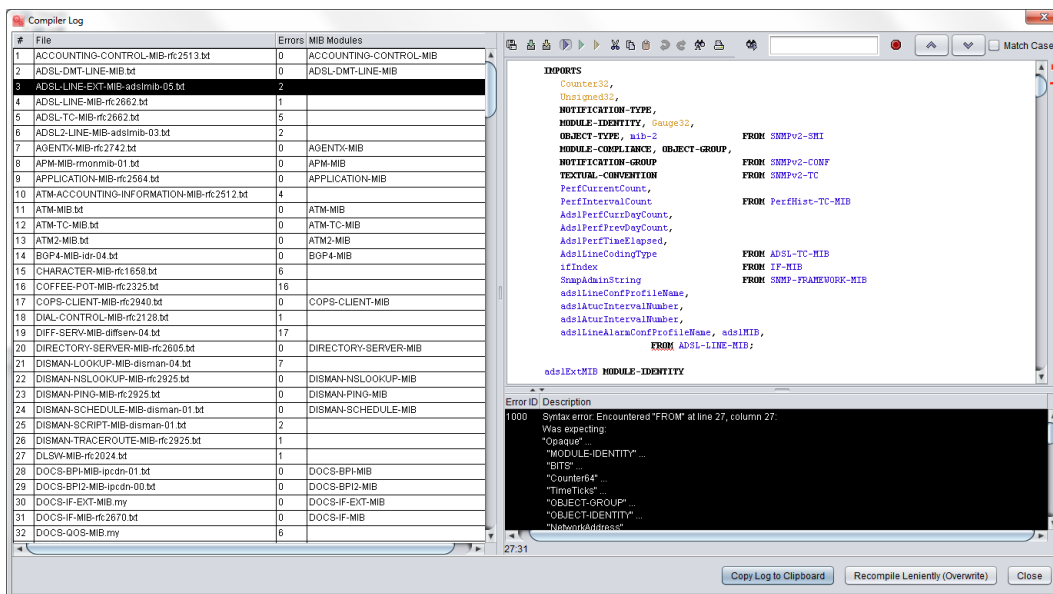 Compiler Log
# File Errors MIB Modules
1 ACCOUNTING-CONTROL-MIB-rfc2513.txt 0 ACCOUNTING-CONTROL-MIB
2 ADSL-DMT-LINE-MIB.txt 0 ADSL-DMT-LINE-MIB
3 ADSL-LINE-EXT-MIB-adslmib-05.txt 2
4 ADSL-LINE-MIB-rfc2662.txt 1
5 ADSL-TC-MIB-rfc2662.txt 5
6 ADSL2-LINE-MIB-adslmib-03.txt 2
7 AGENTX-MIB-rfc2742.txt 0 AGENTX-MIB
8 APM-MIB-rmonmib-01.txt 0 APM-MIB
9 APPLICATION-MIB-rfc2564.txt 0 APPLICATION-MIB
10 ATM-ACCOUNTING-INFORMATION-MIB-rfc2512.txt 4
11 ATM-MIB.txt 0 ATM-MIB
12 ATM-TC-MIB.txt 0 ATM-TC-MIB
13 ATM2-MIB.txt 0 ATM2-MIB
14 BGP4-MIB-idr-04.txt 0 BGP4-MIB
15 CHARACTER-MIB-rfc1658.txt 6
16 COFFEE-POT-MIB-rfc2325.txt 16
17 COPS-CLIENT-MIB-rfc2940.txt 0 COPS-CLIENT-MIB
18 DIAL-CONTROL-MIB-rfc2128.txt 1
19 DIFF-SERV-MIB-diffserv-04.txt 17
20 DIRECTORY-SERVER-MIB-rfc2605.txt 0 DIRECTORY-SERVER-MIB
21 DISMAN-LOOKUP-MIB-disman-04.txt 7
22 DISMAN-NSLOOKUP-MIB-rfc2925.txt 0 DISMAN-NSLOOKUP-MIB
23 DISMAN-PING-MIB-rfc2925.txt 0 DISMAN-PING-MIB
24 DISMAN-SCHEDULE-MIB-disman-01.txt 0 DISMAN-SCHEDULE-MIB
25 DISMAN-SCRIPT-MIB-disman-01.txt 2
26 DISMAN-TRACEROUTE-MIB-rfc2925.txt 1
27 DLSW-MIB-rfc2024.txt 1
28 DOCS-BPI-MIB-ipcdn-01.txt 0 DOCS-BPI-MIB
29 DOCS-BPI2-MIB-ipcdn-00.txt 0 DOCS-BPI2-MIB
30 DOCS-IF-EXT-MIB.my 0 DOCS-IF-EXT-MIB
31 DOCS-IF-MIB-rfc2670.txt 0 DOCS-IF-MIB
32 DOCS-QOS-MIB.my 6
Match Case
IMPORTS
Counter32,
Unsigned32,
NOTIFICATION-TYPE,
MODULE-IDENTITY, Gauge32,
OBJECT-TYPE, mib-2 FROM SNMPv2-SMI
MODULE-COMPLIANCE, OBJECT-GROUP,
NOTIFICATION-GROUP FROM SNMPv2-CONF
TEXTUAL-CONVENTION FROM SNMPv2-TC
PerfCurrentCount,
PerfIntervalCount FROM PerfHist-TC-MIB
AdslPerfCurrDayCount,
AdslPerfPrevDayCount,
AdslPerfTimeElapsed,
AdslLineCodingType FROM ADSL-TC-MIB
ifIndex FROM IF-MIB
SnmpAdminString FROM SNMP-FRAMEWORK-MIB
adslLineConfProfileName,
adslAtucIntervalNumber,
adslAturIntervalNumber,
adslLineAlarmConfProfileName, adslMIB,
FROM ADSL-LINE-MIB;
adslExtMIB MODULE-IDENTITY
Error ID Description
1000 Syntax error: Encountered "FROM" at line 27, column 27:
Was expecting:
"Opaque" ...
"MODULE-IDENTITY" ...
"BITS" ...
"Counter64" ...
"TimeTicks" ...
"OBJECT-GROUP" ...
"OBJECT-IDENTITY" ...
"NetworkAddress"
27:31
Copy Log to Clipboard
Recompile Leniently (Overwrite)
Close